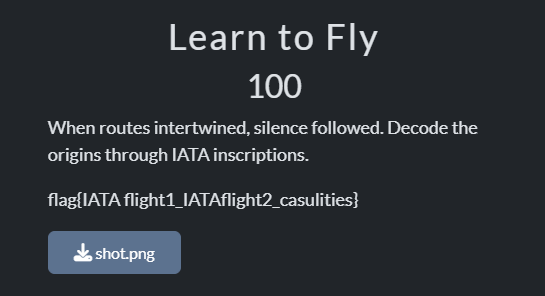 Learn to Fly
100
When routes intertwined, silence followed. Decode the
origins through IATA inscriptions.
flag{IATA flight1_IATAflight2_casulities}
shot.png